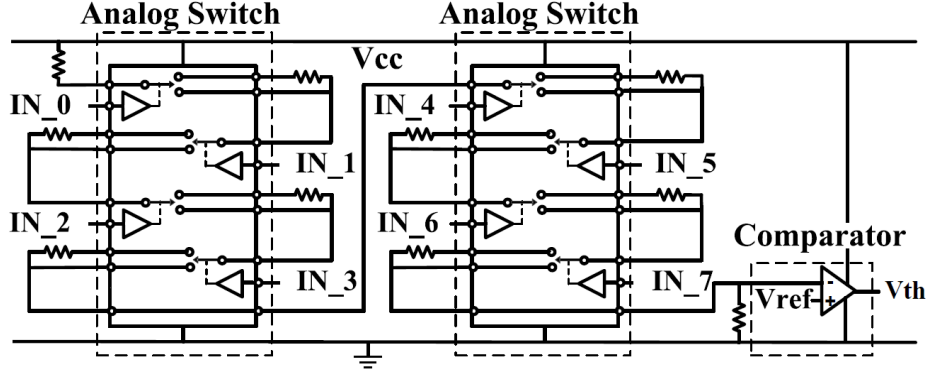 Analog Switch
Analog Switch
Vcc
IN_0
IN_4
IN_1
IN_5
IN_2
IN_6
Comparator
IN_3
IN_7
-
Vref
+
Vth